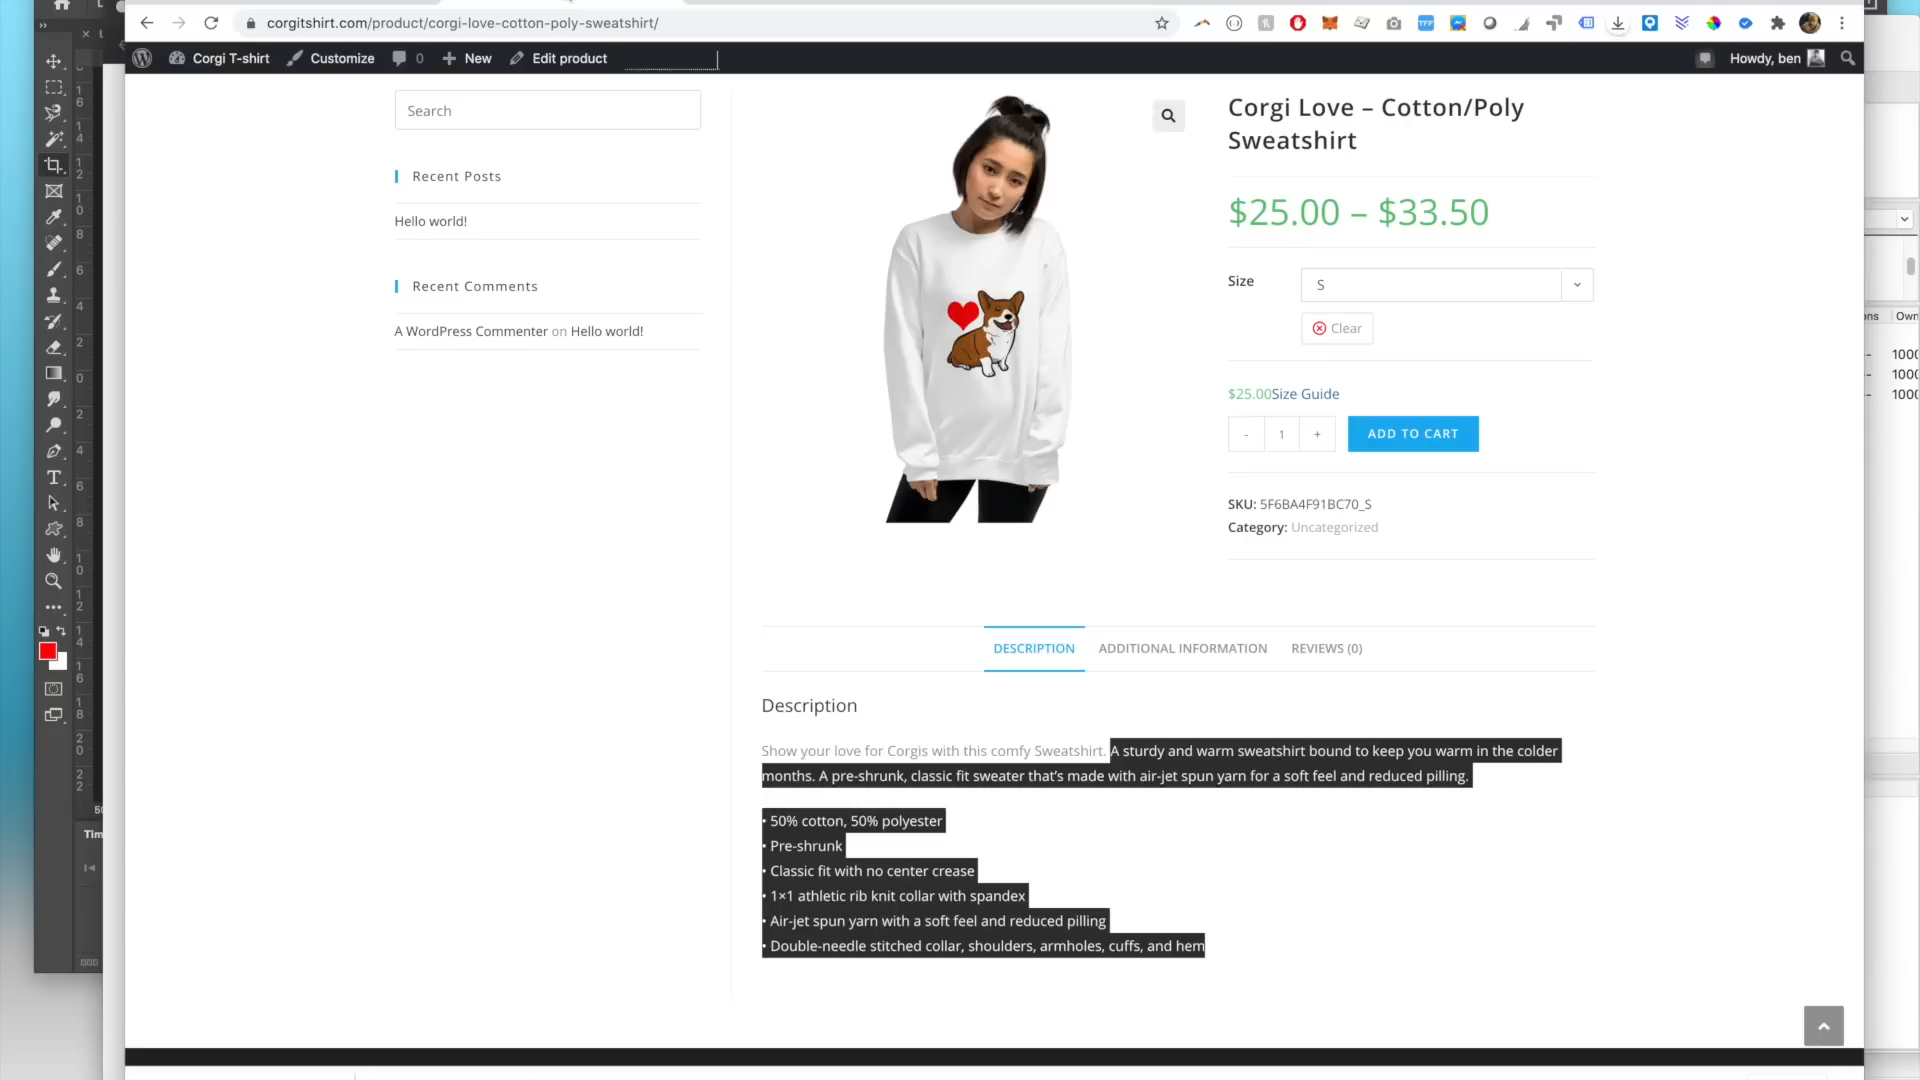 corgitshirt.com/product/corgi-love-cotton-poly-sweatshirt/
Corgi T-shirt
Customize
0
New
Edit product
Howdy, ben
Search
Recent Posts
Hello world!
Recent Comments
A WordPress Commenter on Hello world!
Corgi Love – Cotton/Poly
Sweatshirt
$25.00 – $33.50
Size
S
Clear
$25.00Size Guide
-
1
+
ADD TO CART
SKU: 5F6BA4F91BC70_S
Category: Uncategorized
DESCRIPTION
ADDITIONAL INFORMATION
REVIEWS (0)
Description
Show your love for Corgis with this comfy Sweatshirt. A sturdy and warm sweatshirt bound to keep you warm in the colder
months. A pre-shrunk, classic fit sweater that’s made with air-jet spun yarn for a soft feel and reduced pilling.
• 50% cotton, 50% polyester
• Pre-shrunk
• Classic fit with no center crease
• 1×1 athletic rib knit collar with spandex
• Air-jet spun yarn with a soft feel and reduced pilling
• Double-needle stitched collar, shoulders, armholes, cuffs, and hem